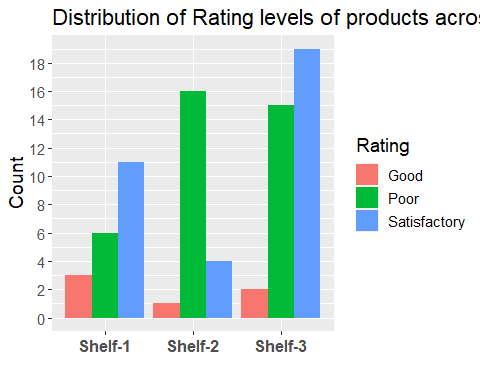 Distribution of Rating levels of products
Count
18
16
14
12
10
8
6
4
2
0
Shelf-1 Shelf-2 Shelf-3
Rating
Good
Poor
Satisfactory